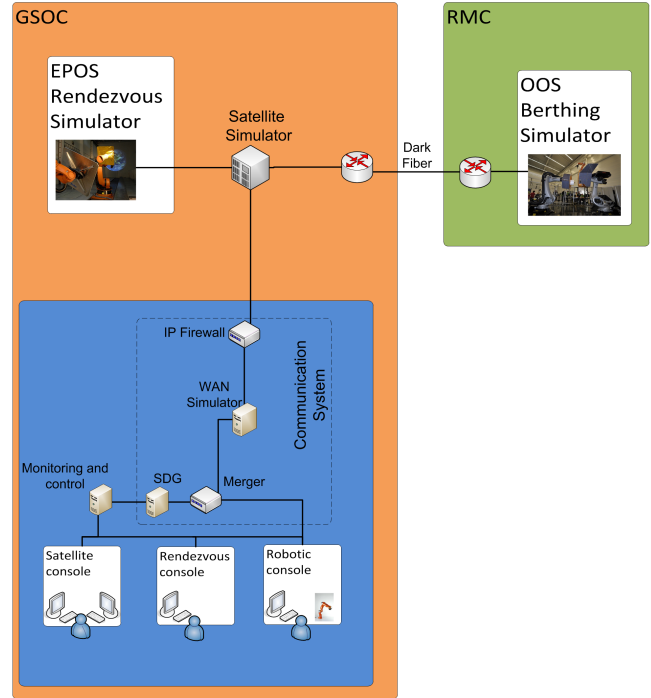 GSOC
RMC
EPOS
Rendezvous
Simulator
Satellite
Simulator
Dark
Fiber
OOS
Berthing
Simulator
IP Firewall
WAN
Simulator
Communication
System
Monitoring and
control
SDG
Merger
Satellite
console
Rendezvous
console
Robotic
console